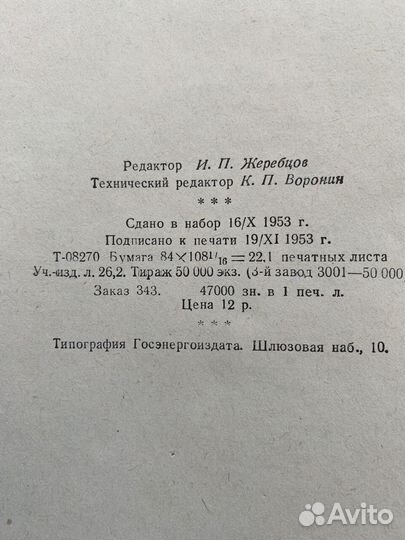 Редактор И. П. Жеребцов
Технический редактор К. П. Воронин
* * *
Сдано в набор 16/X 1953 г.
Подписано к печати 19/XI 1953 г.
Т-08270 Бумага 84×108 1/16 = 22,1 печатных листа
Уч.-изд. л. 26,2. Тираж 50 000 экз. (3-й завод 3001—50 000
Заказ 343. 47000 зн. в 1 печ. л.
Цена 12 р.
* * *
Типография Госэнергоиздата. Шлюзовая наб., 10.
Avito